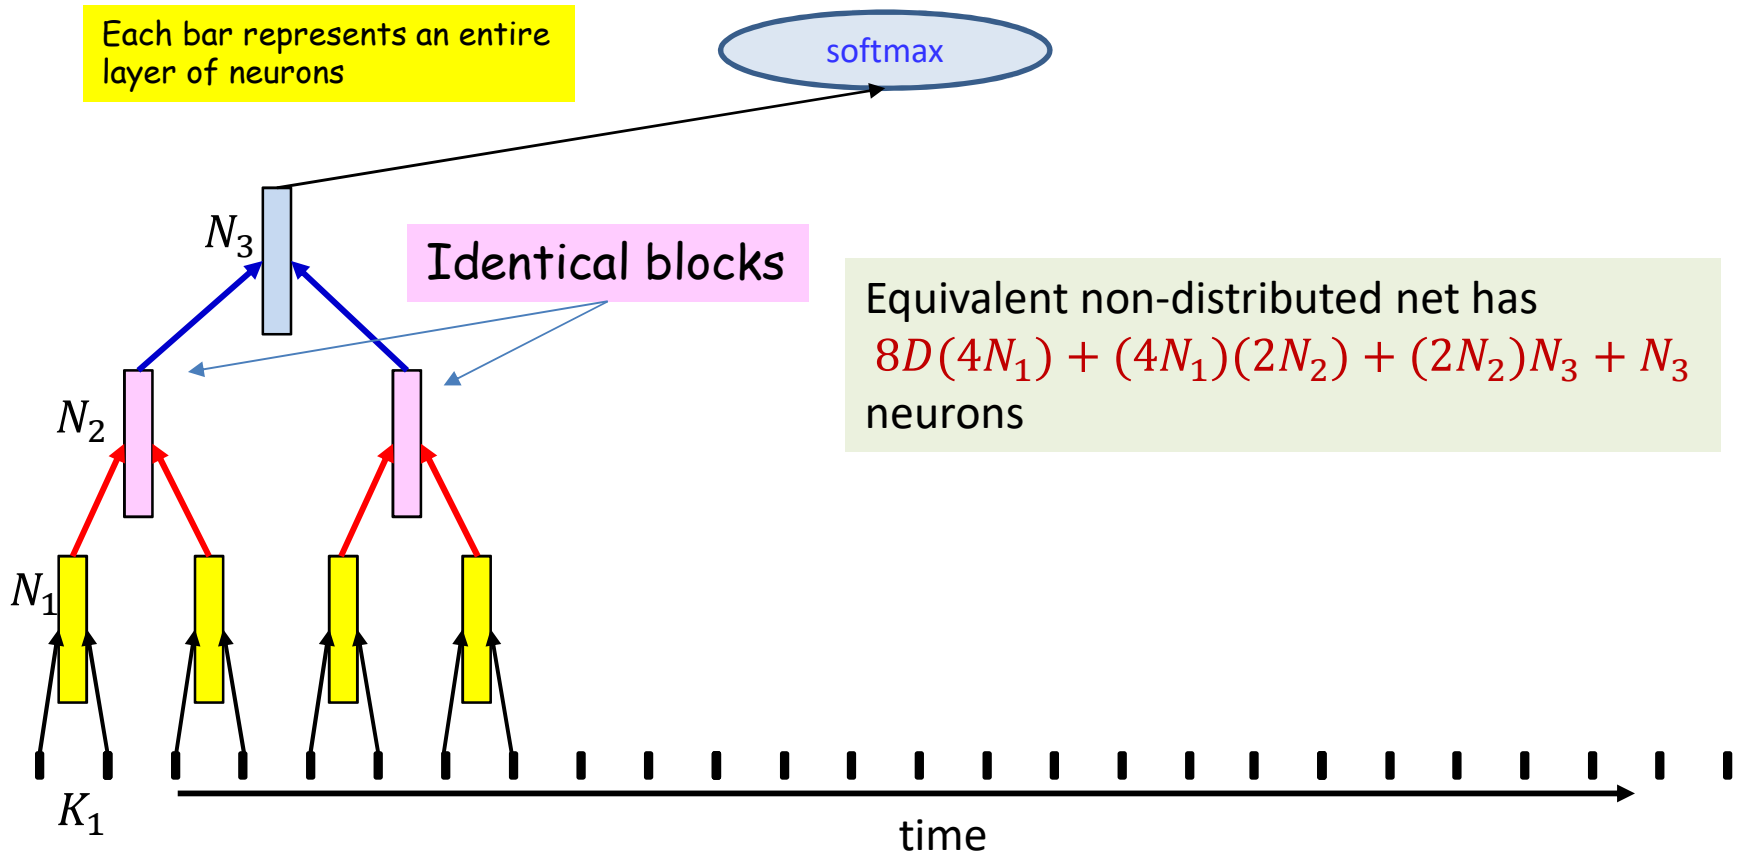 Each bar represents an entire
layer of neurons
softmax
N₃
Identical blocks
Equivalent non-distributed net has
8D(4N₁) + (4N₁)(2N₂) + (2N₂)N₃ + N₃
neurons
N₂
N₁
K₁
time